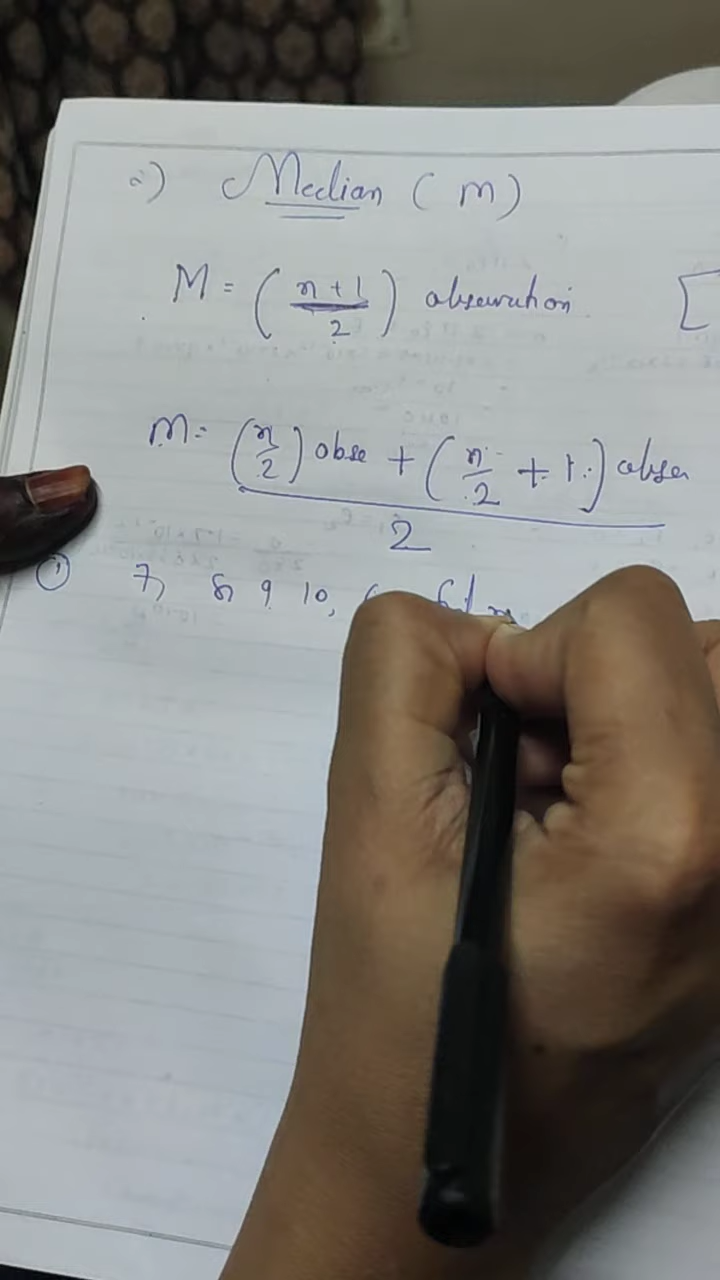 2) Median (m)
M = (n+1/2) observation [
m = (n/2) obse + (n/2 + 1) obser
2
① 7, 8, 9 10,